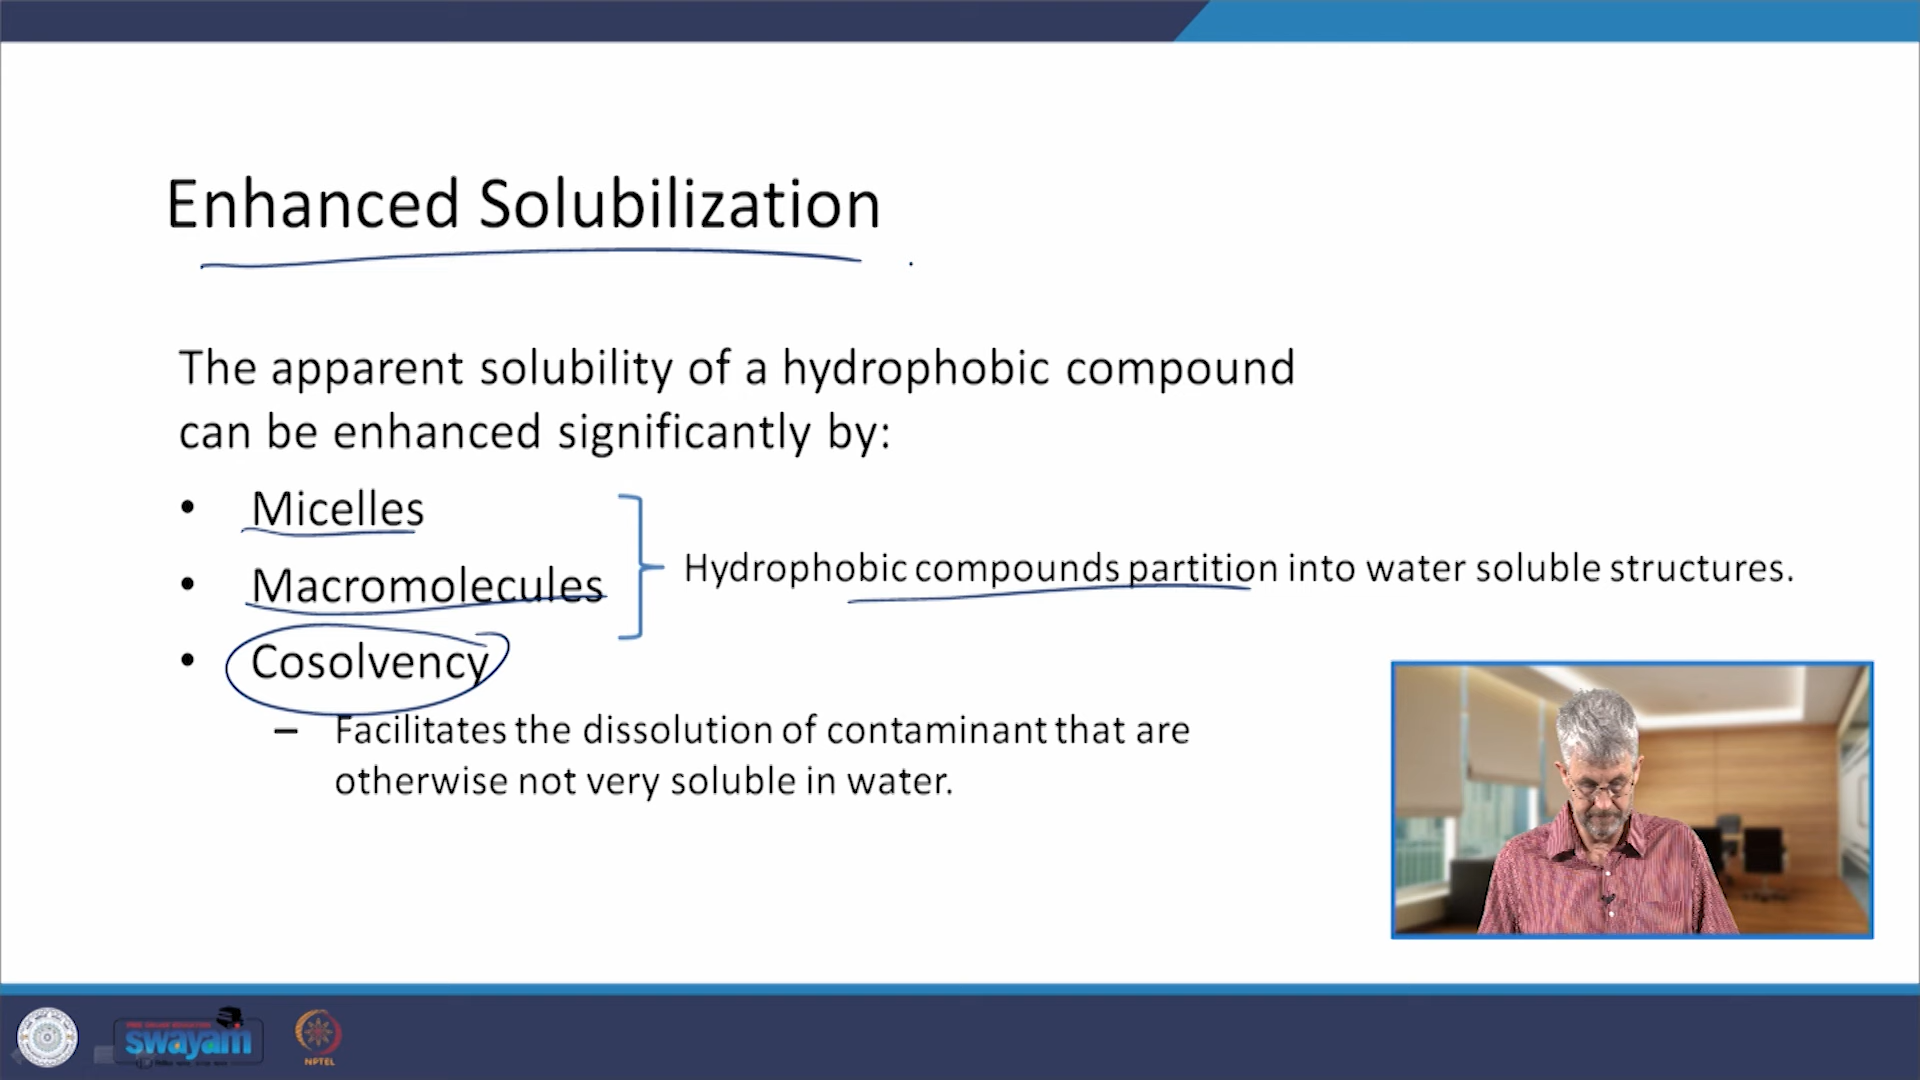 Enhanced Solubilization
The apparent solubility of a hydrophobic compound
can be enhanced significantly by:
• Micelles
• Macromolecules
Hydrophobic compounds partition into water soluble structures.
• Cosolvency
– Facilitates the dissolution of contaminant that are
otherwise not very soluble in water.
swayam
NPTEL